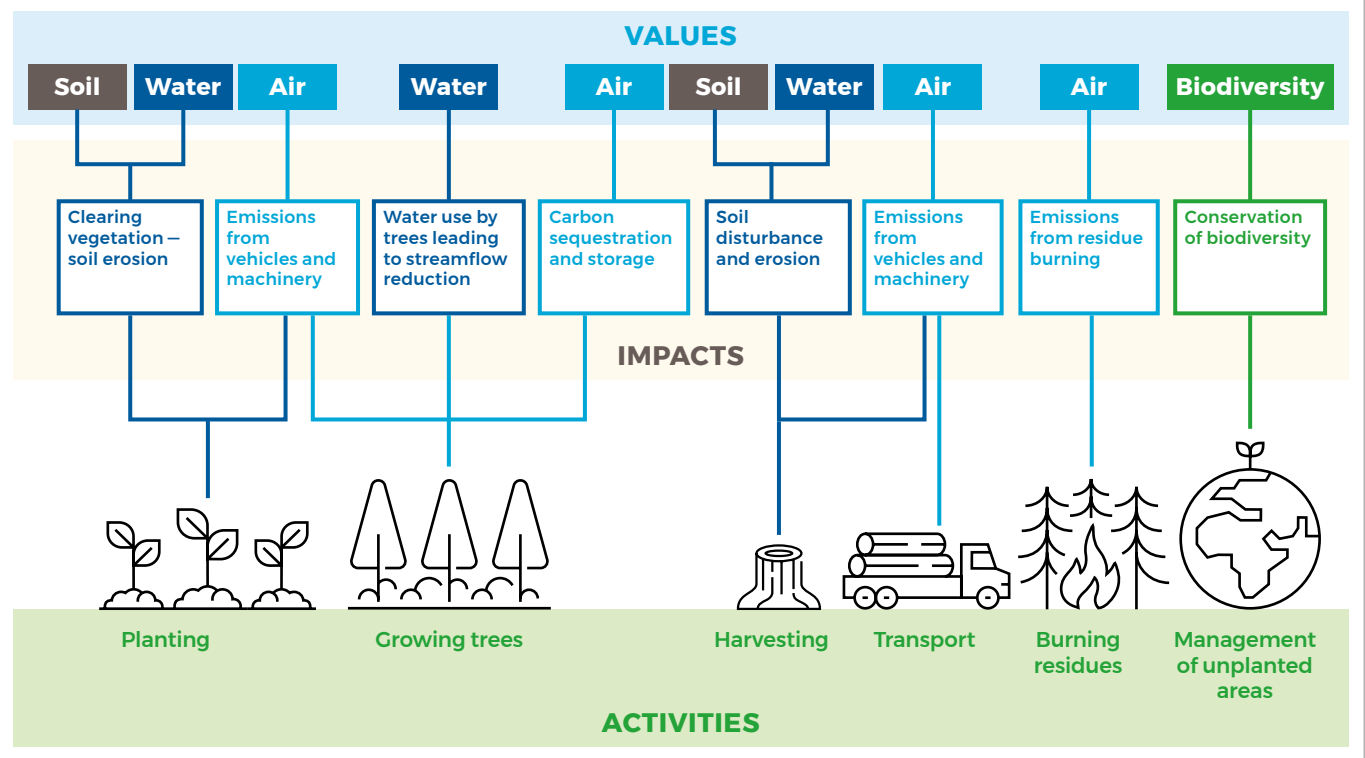 VALUES
Soil
Water
Air
Water
Air
Soil
Water
Air
Air
Biodiversity
Clearing
vegetation —
soil erosion
Emissions
from
vehicles and
machinery
Water use by
trees leading
to streamflow
reduction
Carbon
sequestration
and storage
Soil
disturbance
and erosion
Emissions
from
vehicles and
machinery
Emissions
from residue
burning
Conservation
of biodiversity
IMPACTS
Planting
Growing trees
Harvesting
Transport
Burning
residues
Management
of unplanted
areas
ACTIVITIES